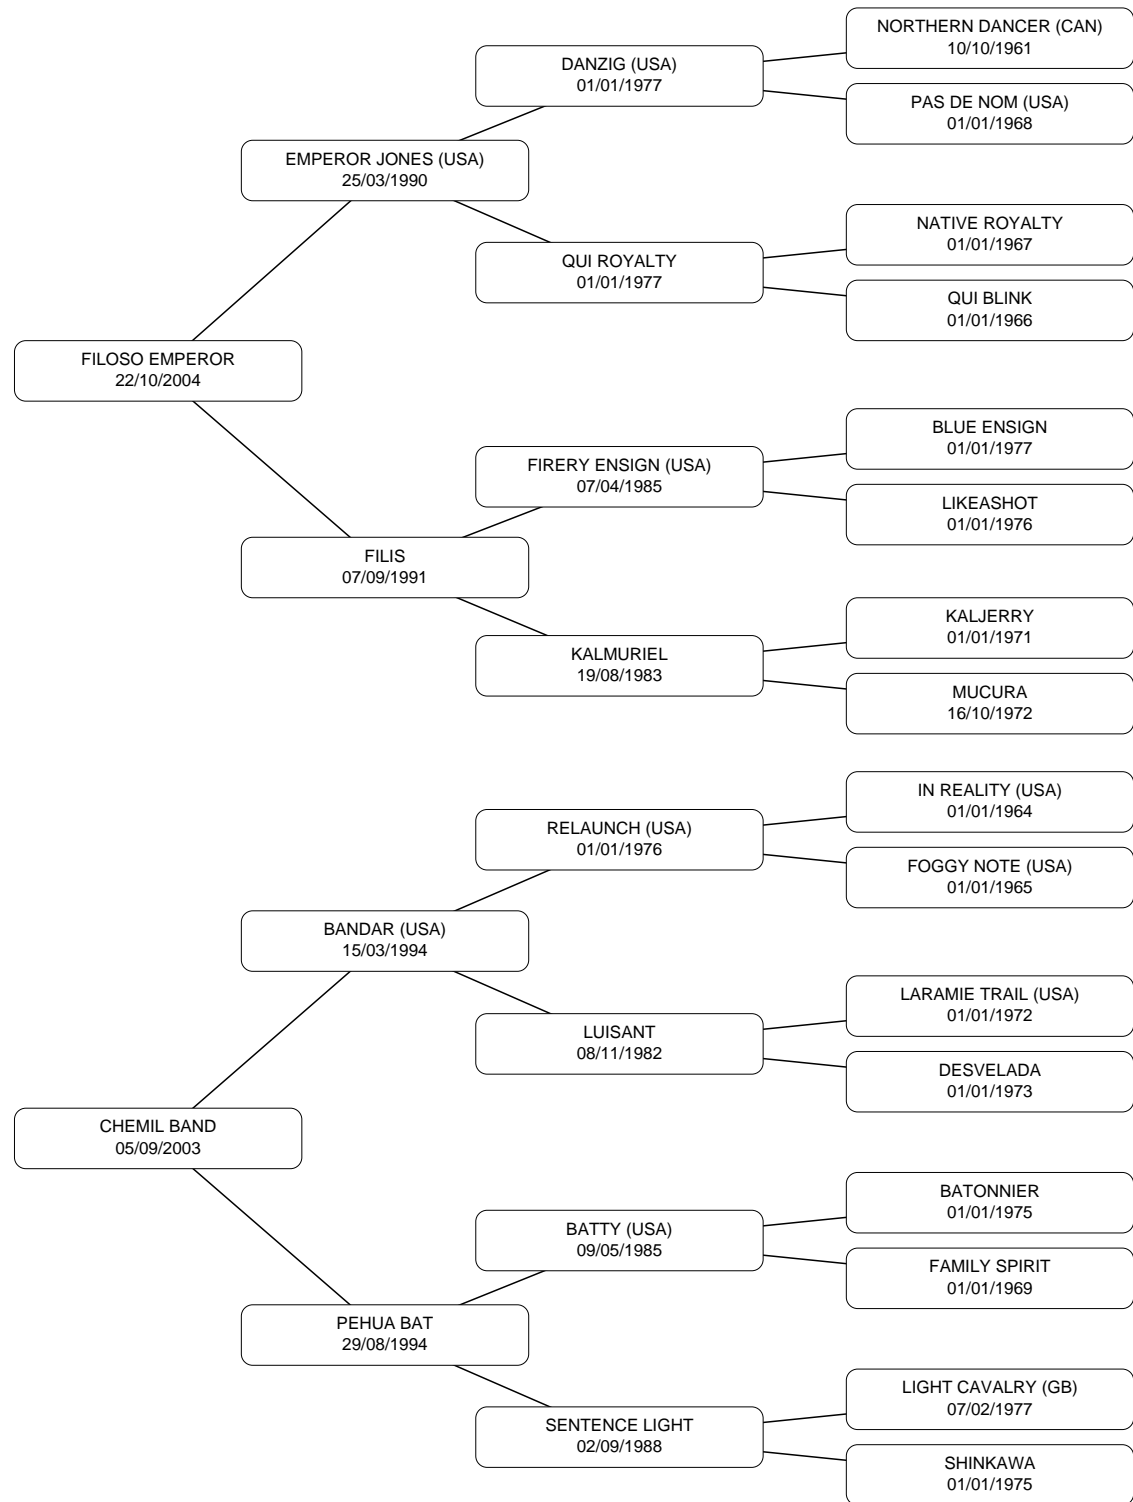 NORTHERN DANCER (CAN)
10/10/1961
DANZIG (USA)
01/01/1977
PAS DE NOM (USA)
01/01/1968
EMPEROR JONES (USA)
25/03/1990
NATIVE ROYALTY
01/01/1967
QUI ROYALTY
01/01/1977
QUI BLINK
01/01/1966
FILOSO EMPEROR
22/10/2004
BLUE ENSIGN
01/01/1977
FIRERY ENSIGN (USA)
07/04/1985
LIKEASHOT
01/01/1976
FILIS
07/09/1991
KALJERRY
01/01/1971
KALMURIEL
19/08/1983
MUCURA
16/10/1972
IN REALITY (USA)
01/01/1964
RELAUNCH (USA)
01/01/1976
FOGGY NOTE (USA)
01/01/1965
BANDAR (USA)
15/03/1994
LARAMIE TRAIL (USA)
01/01/1972
LUISANT
08/11/1982
DESVELADA
01/01/1973
CHEMIL BAND
05/09/2003
BATONNIER
01/01/1975
BATTY (USA)
09/05/1985
FAMILY SPIRIT
01/01/1969
PEHUA BAT
29/08/1994
LIGHT CAVALRY (GB)
07/02/1977
SENTENCE LIGHT
02/09/1988
SHINKAWA
01/01/1975